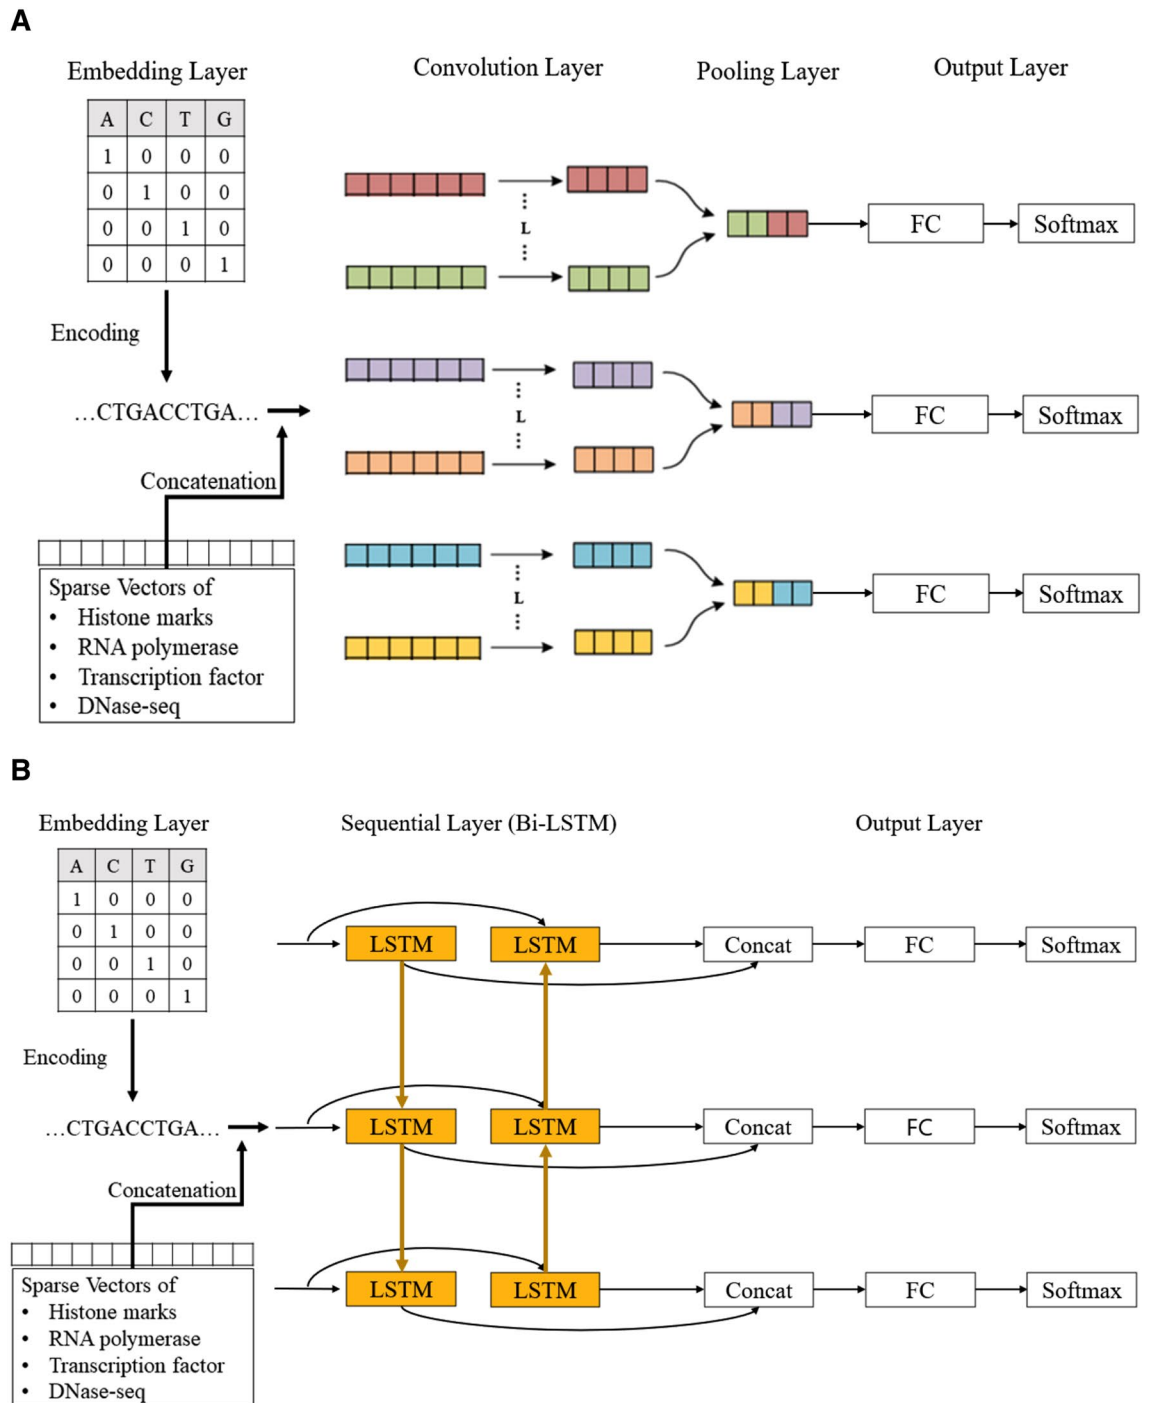 A
Embedding Layer
Convolution Layer
Pooling Layer
Output Layer
A C T G
1 0 0 0
0 1 0 0
0 0 1 0
0 0 0 1
Encoding
…CTGACCTGA…
Concatenation
Sparse Vectors of
• Histone marks
• RNA polymerase
• Transcription factor
• DNase-seq
L
FC
Softmax
L
FC
Softmax
L
FC
Softmax
B
Embedding Layer
Sequential Layer (Bi-LSTM)
Output Layer
A C T G
1 0 0 0
0 1 0 0
0 0 1 0
0 0 0 1
Encoding
…CTGACCTGA…
Concatenation
Sparse Vectors of
• Histone marks
• RNA polymerase
• Transcription factor
• DNase-seq
LSTM
LSTM
Concat
FC
Softmax
LSTM
LSTM
Concat
FC
Softmax
LSTM
LSTM
Concat
FC
Softmax